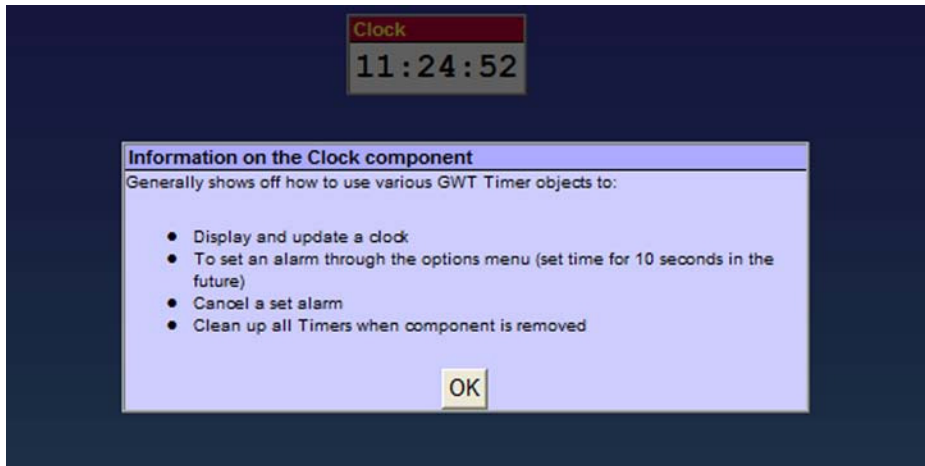 Clock
11:24:52
Information on the Clock component
Generally shows off how to use various GWT Timer objects to:
● Display and update a clock
● To set an alarm through the options menu (set time for 10 seconds in the
future)
● Cancel a set alarm
● Clean up all Timers when component is removed
OK